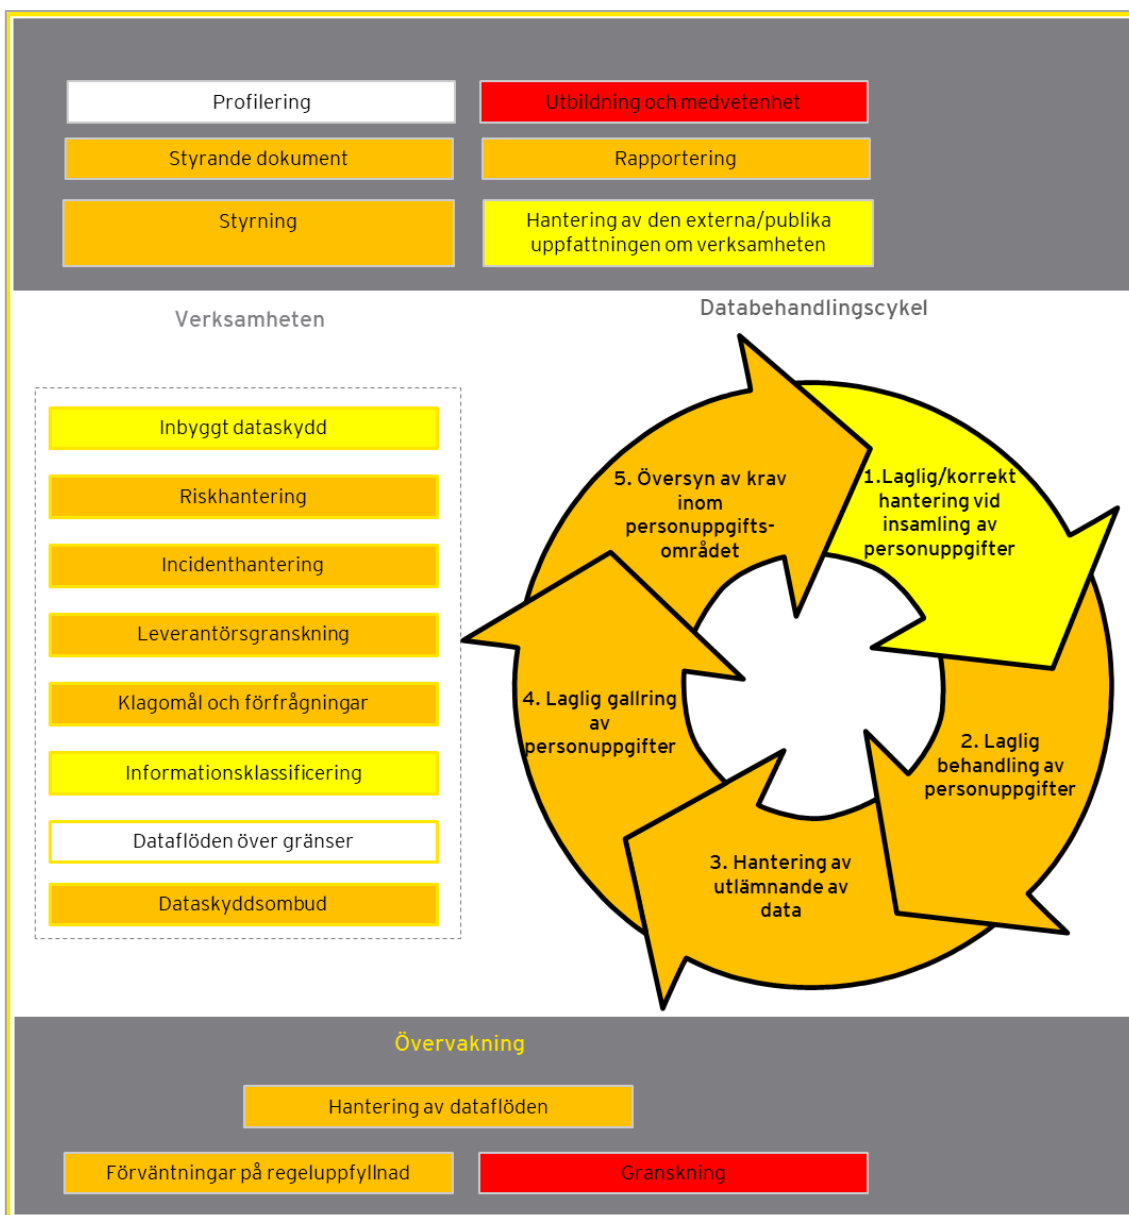 Profilering
Utbildning och medvetenhet
Styrande dokument
Rapportering
Styrning
Hantering av den externa/publika
uppfattningen om verksamheten
Verksamheten
Databehandlingscykel
Inbyggt dataskydd
Riskhantering
Incidenthantering
Leverantörsgranskning
Klagomål och förfrågningar
Informationsklassificering
Dataflöden över gränser
Dataskyddsombud
1.Laglig/korrekt
hantering vid
insamling av
personuppgifter
2. Laglig
behandling av
personuppgifter
3. Hantering av
utlämnande av
data
4. Laglig gallring
av
personuppgifter
5. Översyn av krav
inom
personuppgifts-
området
Övervakning
Hantering av dataflöden
Förväntningar på regeluppfyllnad
Granskning